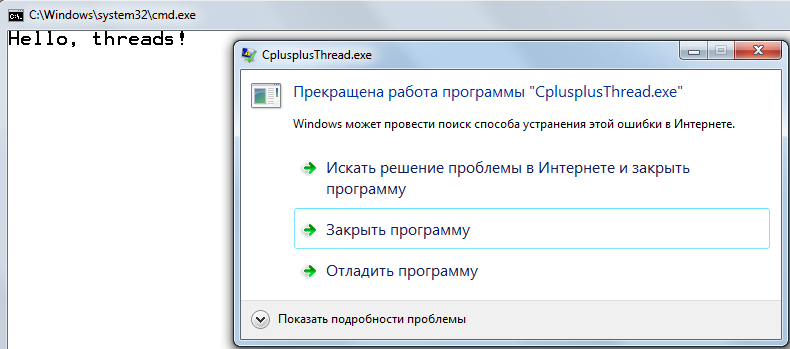 C:\Windows\system32\cmd.exe
Hello, threads!
CplusplusThread.exe
Прекращена работа программы "CplusplusThread.exe"
Windows может провести поиск способа устранения этой ошибки в Интернете.
Искать решение проблемы в Интернете и закрыть
программу
Закрыть программу
Отладить программу
Показать подробности проблемы